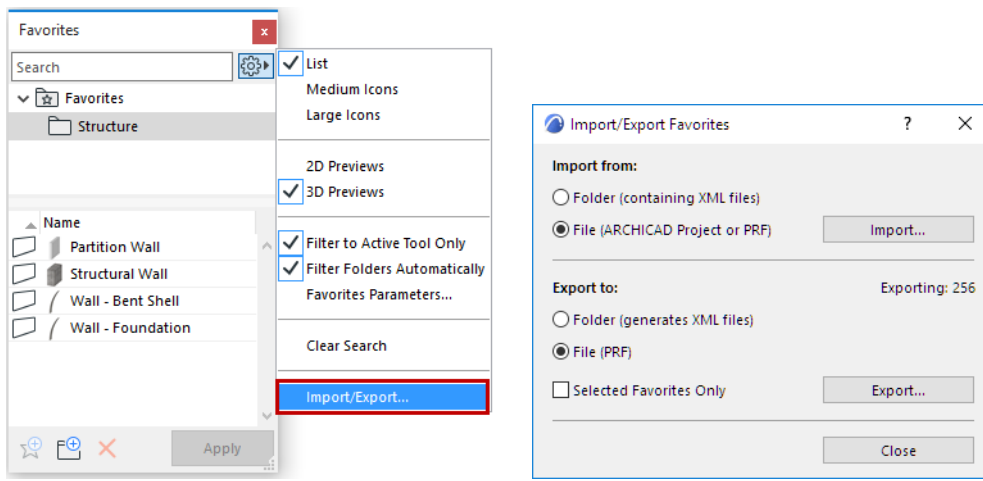 Favorites
x
Search
Favorites
Structure
Name
Partition Wall
Structural Wall
Wall - Bent Shell
Wall - Foundation
Apply
List
Medium Icons
Large Icons
2D Previews
3D Previews
Filter to Active Tool Only
Filter Folders Automatically
Favorites Parameters...
Clear Search
Import/Export...
Import/Export Favorites
?
Import from:
Folder (containing XML files)
File (ARCHICAD Project or PRF)
Import...
Export to:
Exporting: 256
Folder (generates XML files)
File (PRF)
Selected Favorites Only
Export...
Close